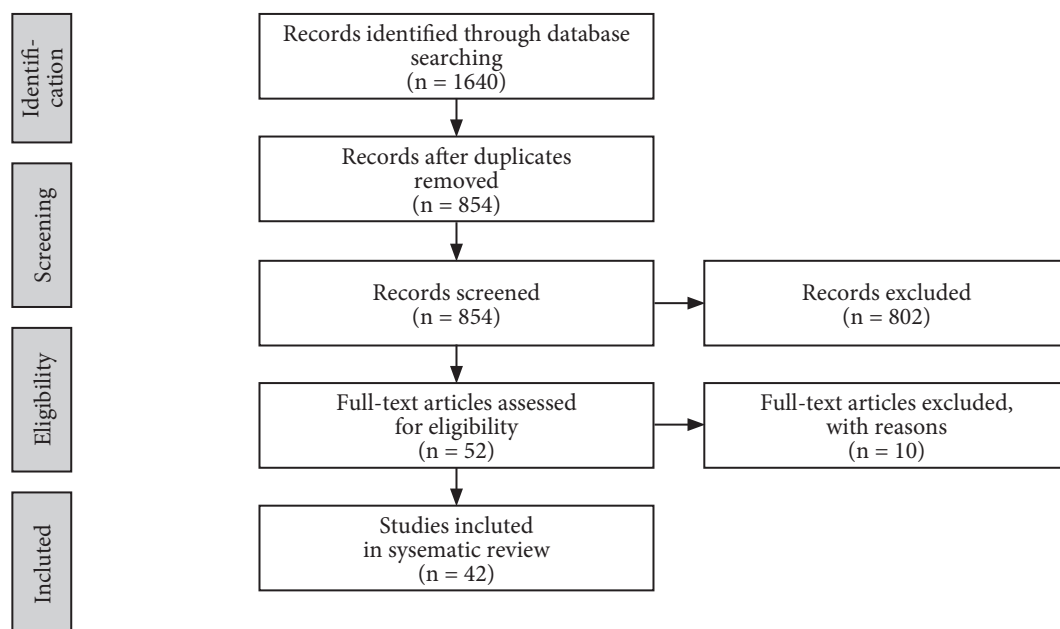 Identifi-
cation
Records identified through database
searching
(n = 1640)
Records after duplicates
removed
(n = 854)
Screening
Records screened
(n = 854)
Records excluded
(n = 802)
Eligibility
Full-text articles assessed
for eligibility
(n = 52)
Full-text articles excluded,
with reasons
(n = 10)
Included
Studies included
in sysematic review
(n = 42)